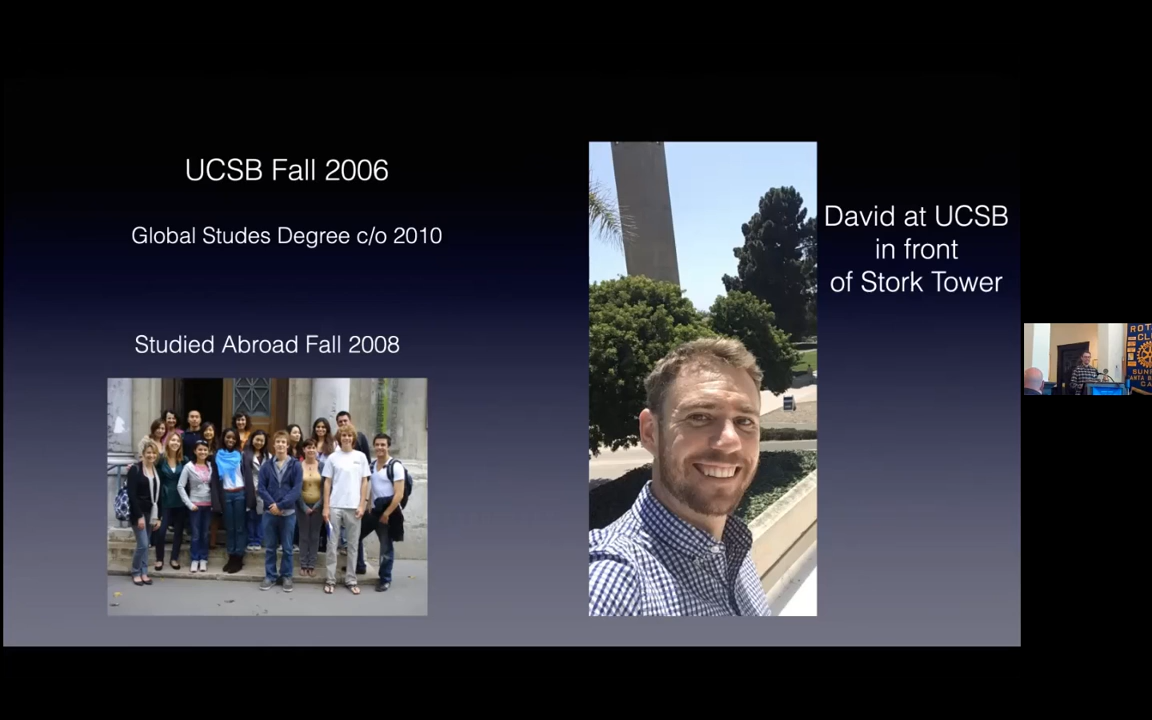 UCSB Fall 2006
Global Studes Degree c/o 2010
Studied Abroad Fall 2008
David at UCSB
in front
of Stork Tower